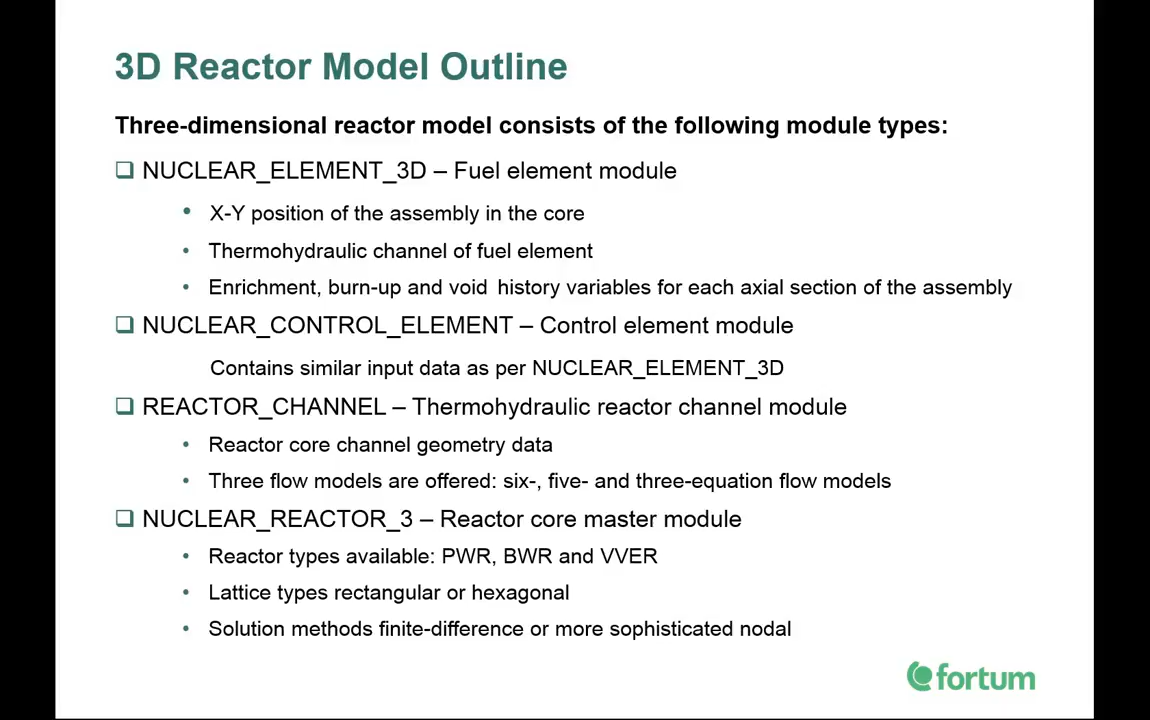 3D Reactor Model Outline
Three-dimensional reactor model consists of the following module types:
❑ NUCLEAR_ELEMENT_3D – Fuel element module
• X-Y position of the assembly in the core
• Thermohydraulic channel of fuel element
• Enrichment, burn-up and void history variables for each axial section of the assembly
❑ NUCLEAR_CONTROL_ELEMENT – Control element module
Contains similar input data as per NUCLEAR_ELEMENT_3D
❑ REACTOR_CHANNEL – Thermohydraulic reactor channel module
• Reactor core channel geometry data
• Three flow models are offered: six-, five- and three-equation flow models
❑ NUCLEAR_REACTOR_3 – Reactor core master module
• Reactor types available: PWR, BWR and VVER
• Lattice types rectangular or hexagonal
• Solution methods finite-difference or more sophisticated nodal
fortum